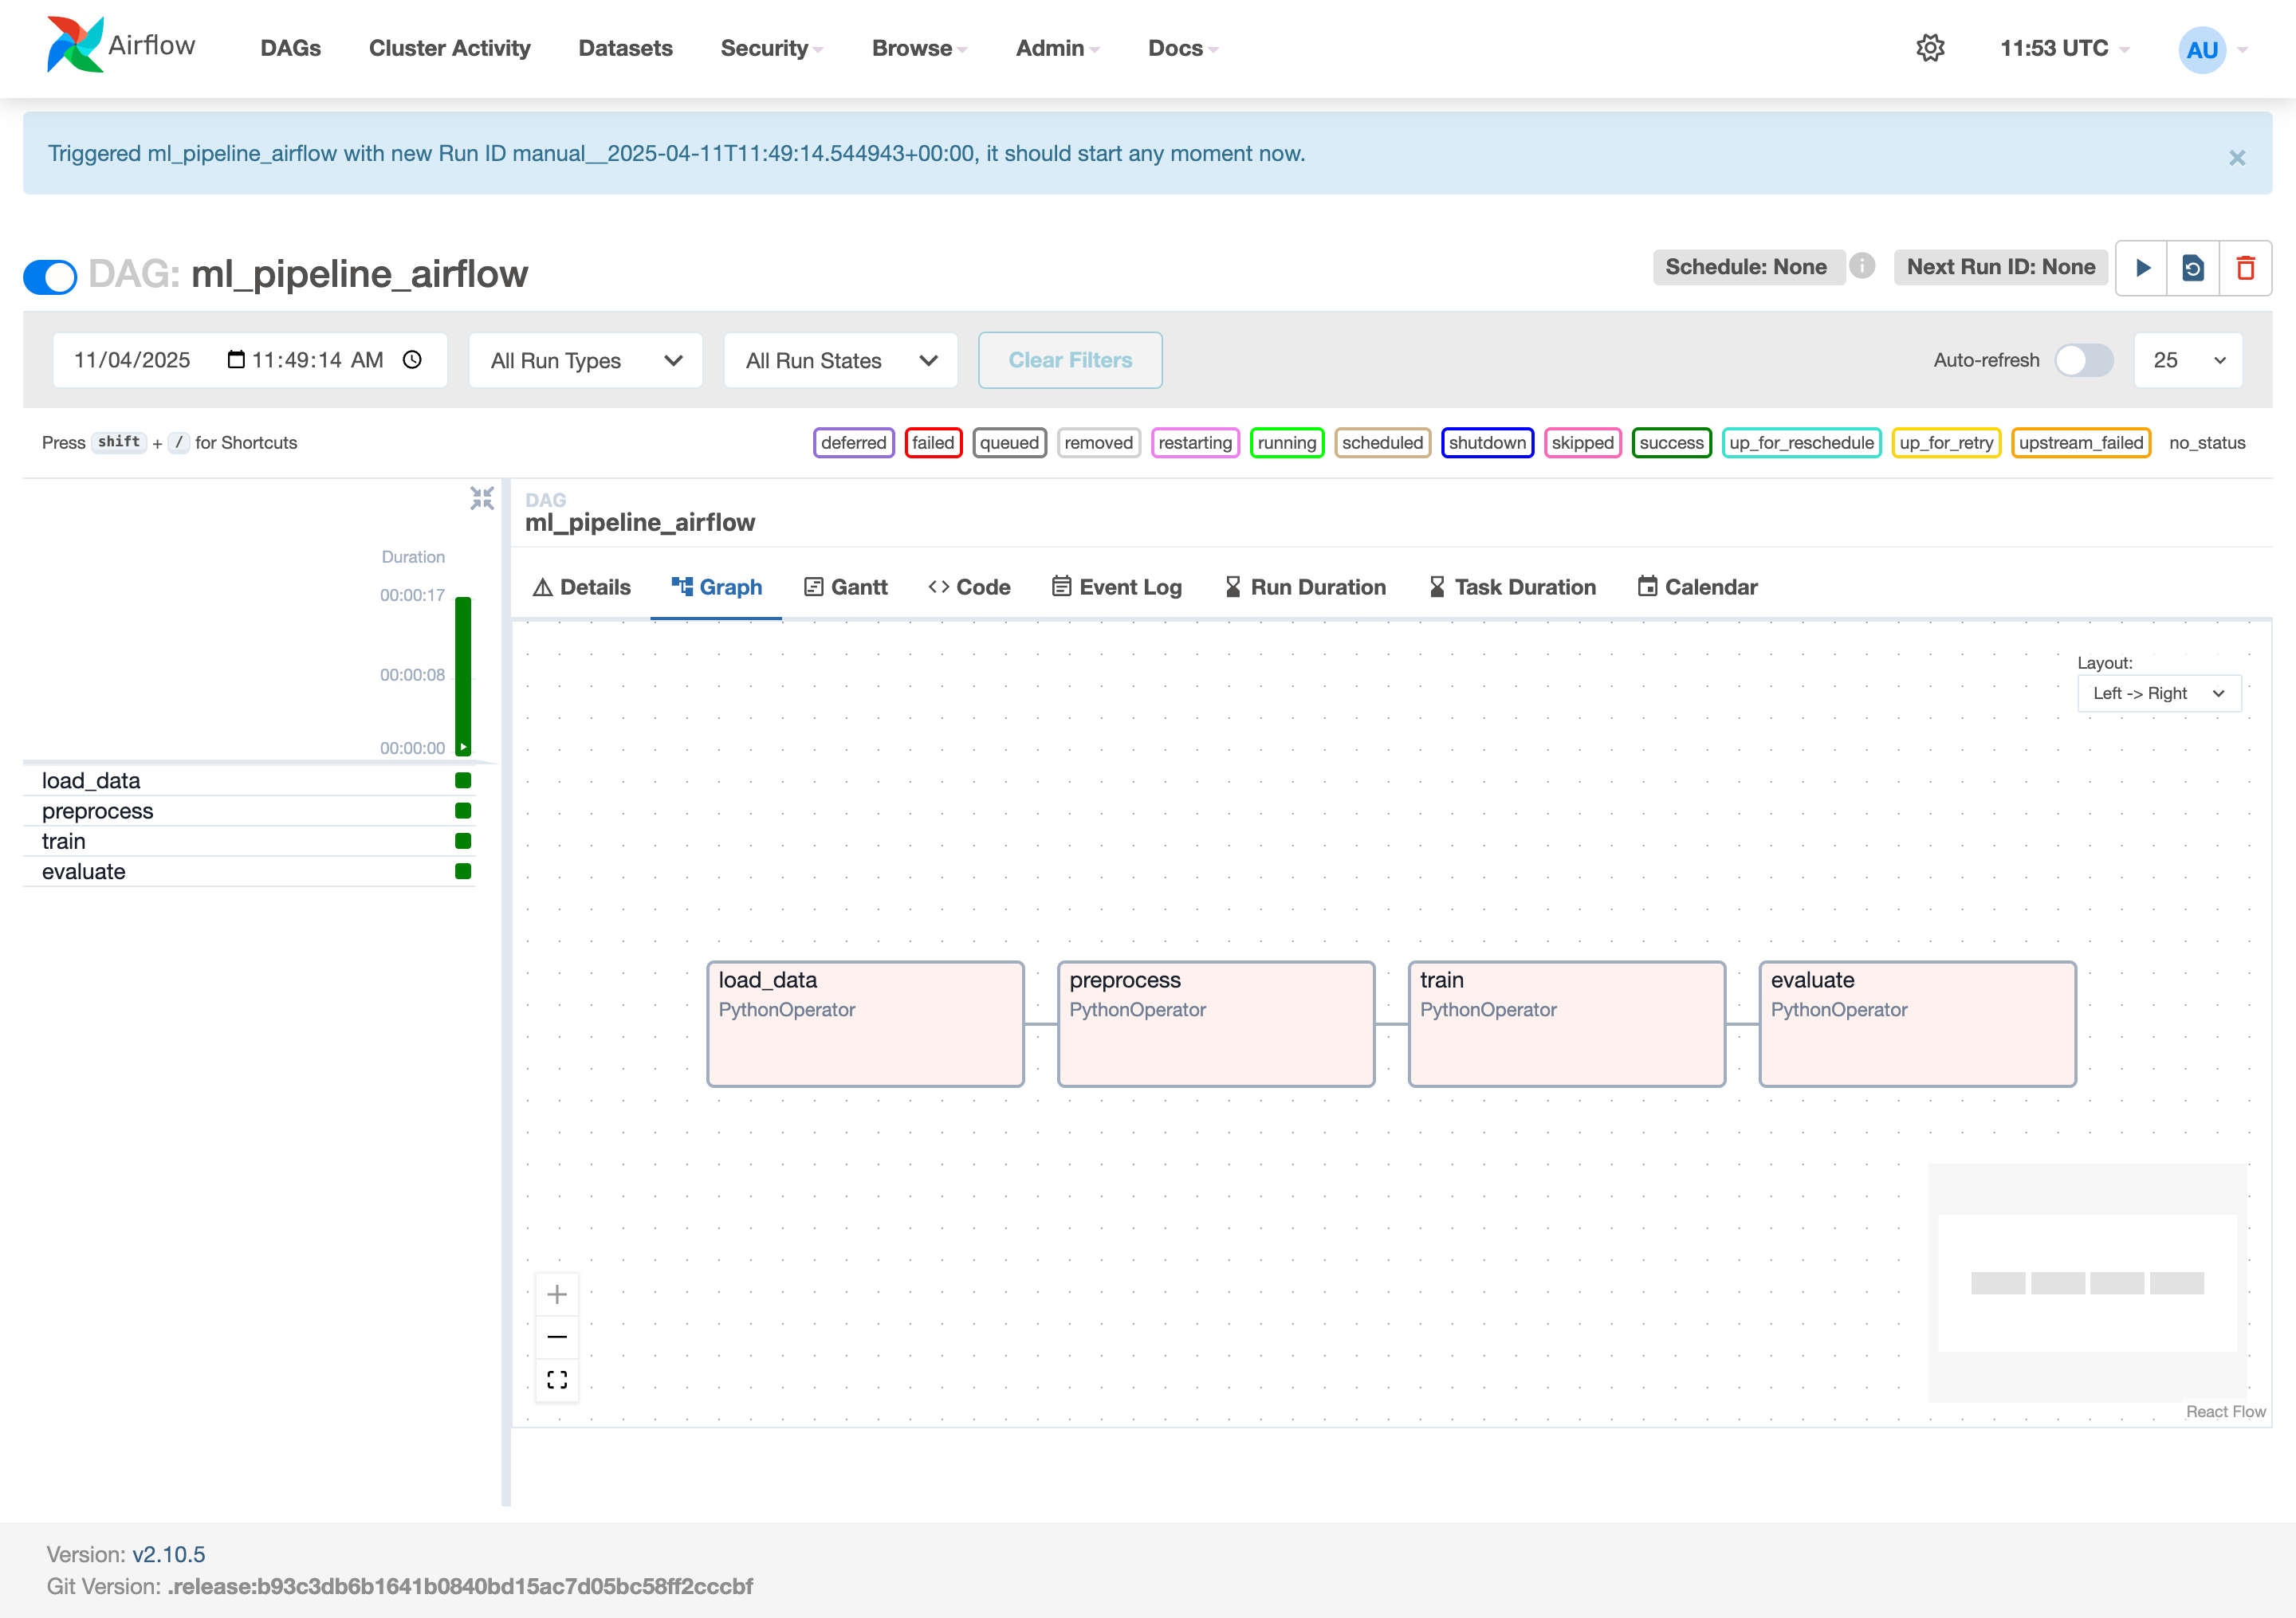 Airflow DAGs Cluster Activity Datasets Security Browse Admin Docs 11:53 UTC AU
Triggered ml_pipeline_airflow with new Run ID manual__2025-04-11T11:49:14.544943+00:00, it should start any moment now. ×
DAG: ml_pipeline_airflow Schedule: None i Next Run ID: None
11/04/2025 11:49:14 AM All Run Types All Run States Clear Filters Auto-refresh 25
Press shift + / for Shortcuts deferred failed queued removed restarting running scheduled shutdown skipped success up_for_reschedule up_for_retry upstream_failed no_status
DAG
ml_pipeline_airflow
Duration
00:00:17
00:00:08
00:00:00
load_data
preprocess
train
evaluate
Details Graph Gantt Code Event Log Run Duration Task Duration Calendar
Layout:
Left -> Right
load_data
PythonOperator
preprocess
PythonOperator
train
PythonOperator
evaluate
PythonOperator
React Flow
Version: v2.10.5
Git Version: .release:b93c3db6b1641b0840bd15ac7d05bc58ff2cccbf